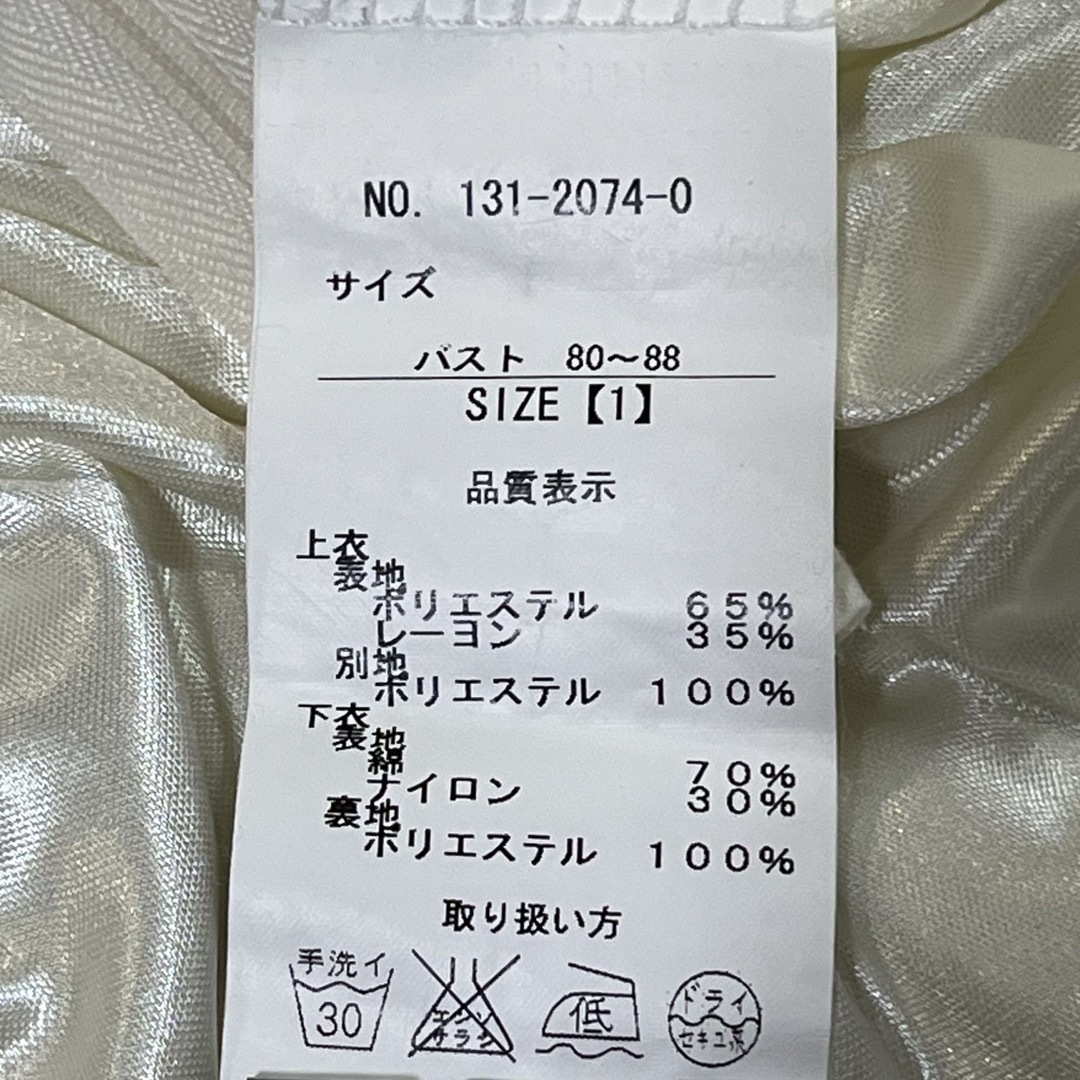 NO. 131-2074-0
サイズ
バスト 80～88
SIZE【1】
品質表示
上衣
表地
ポリエステル 65%
レーヨン 35%
別地
ポリエステル 100%
下衣
表地
綿 70%
ナイロン 30%
裏地
ポリエステル 100%
取り扱い方
手洗イ
30
エンソ
サラシ
低
ドライ
セキユ系